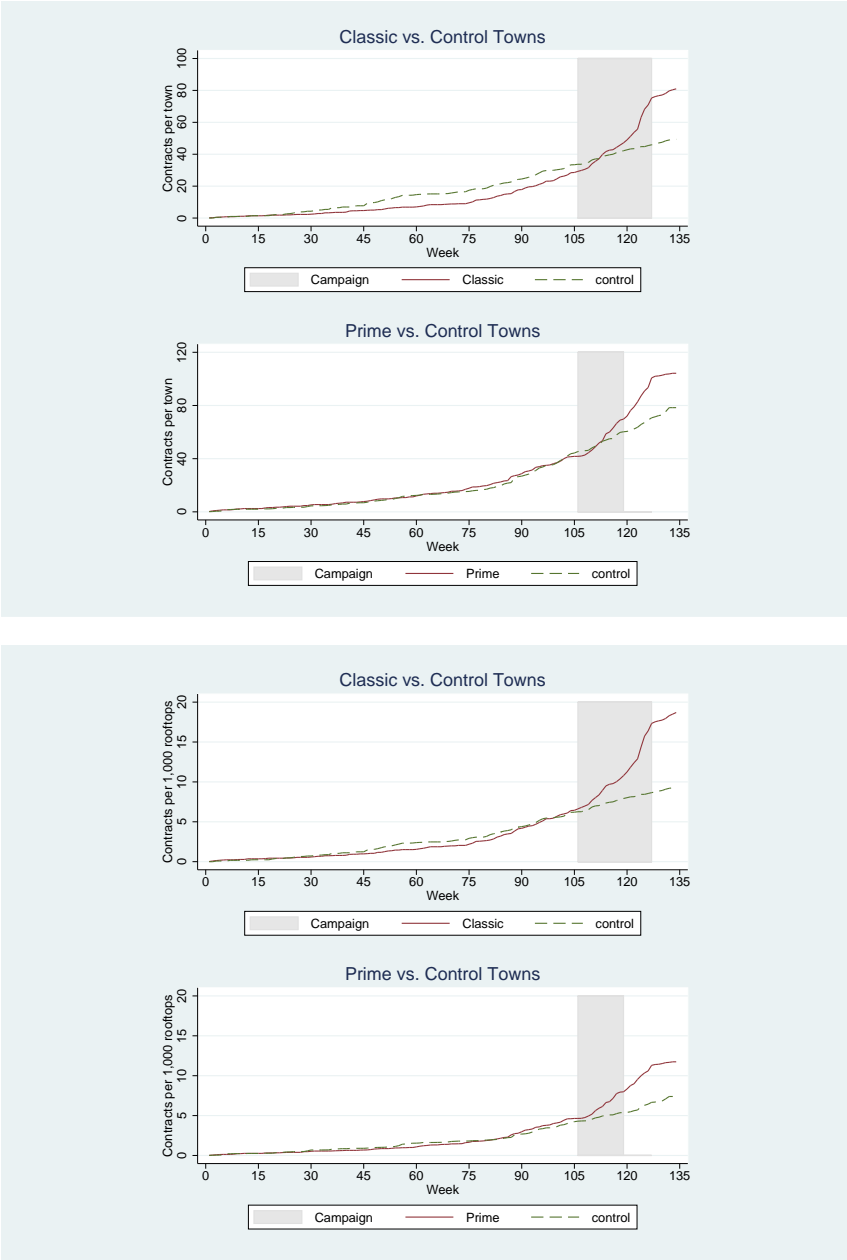 Classic vs. Control Towns
Contracts per town
100
80
60
40
20
0
0 15 30 45 60 75 90 105 120 135
Week
Campaign Classic control
Prime vs. Control Towns
Contracts per town
120
80
40
0
0 15 30 45 60 75 90 105 120 135
Week
Campaign Prime control
Classic vs. Control Towns
Contracts per 1,000 rooftops
20
15
10
5
0
0 15 30 45 60 75 90 105 120 135
Week
Campaign Classic control
Prime vs. Control Towns
Contracts per 1,000 rooftops
20
15
10
5
0
0 15 30 45 60 75 90 105 120 135
Week
Campaign Prime control